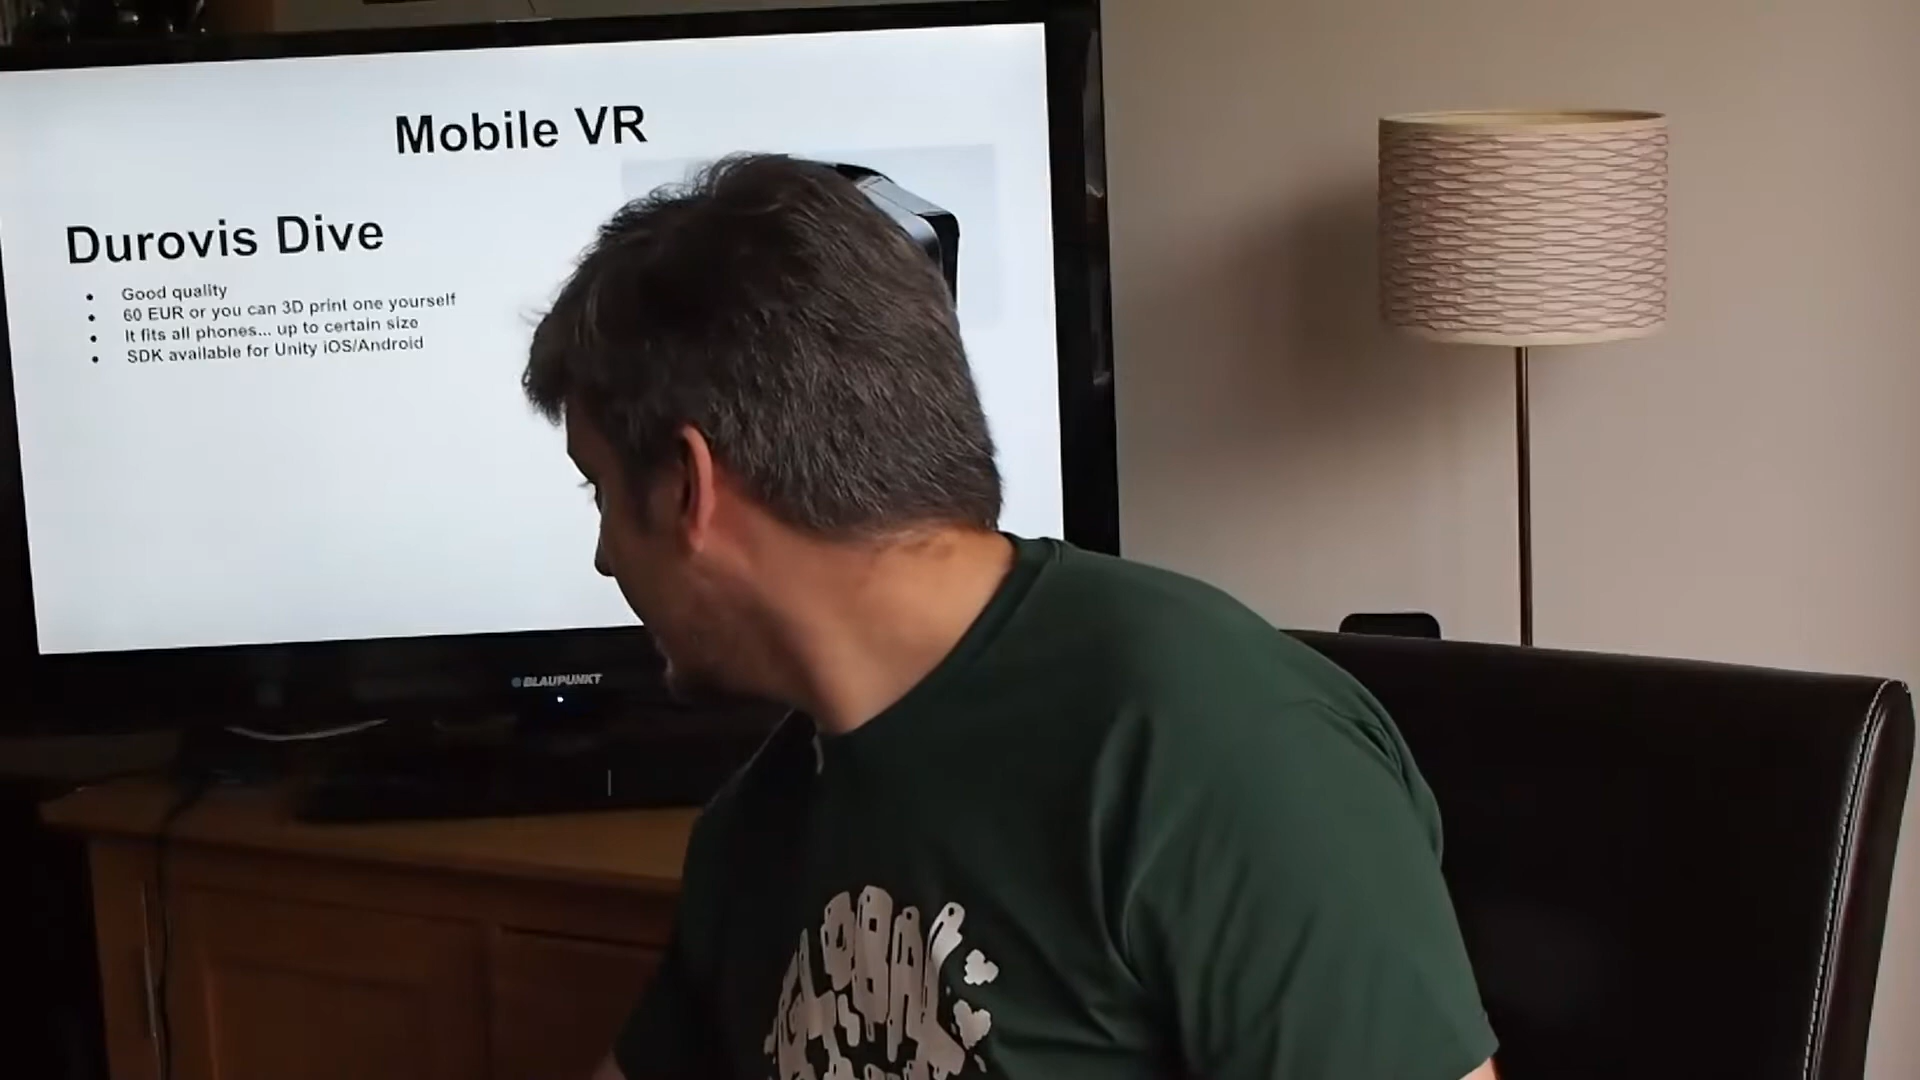 Mobile VR
Durovis Dive
Good quality
60 EUR or you can 3D print one yourself
It fits all phones... up to certain size
SDK available for Unity iOS/Android
BLAUPUNKT